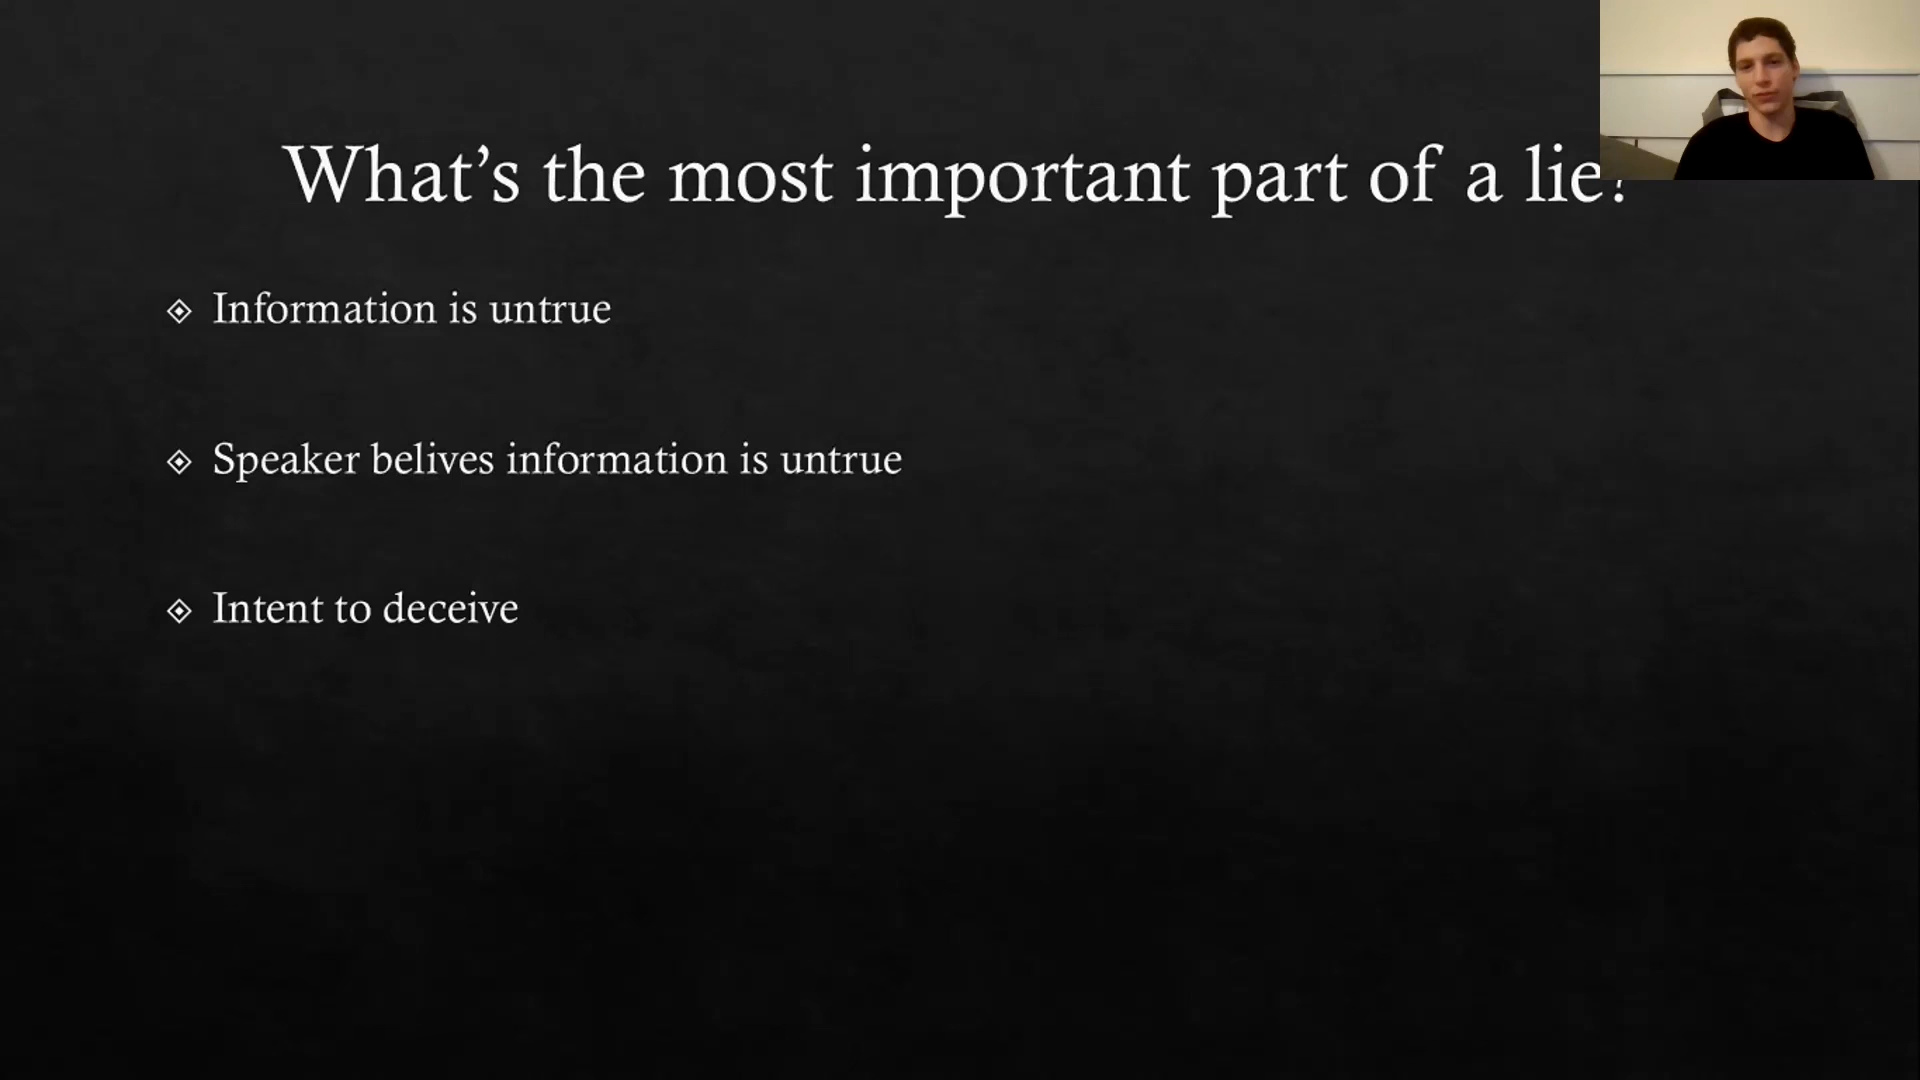 What’s the most important part of a lie?
Information is untrue
Speaker belives information is untrue
Intent to deceive